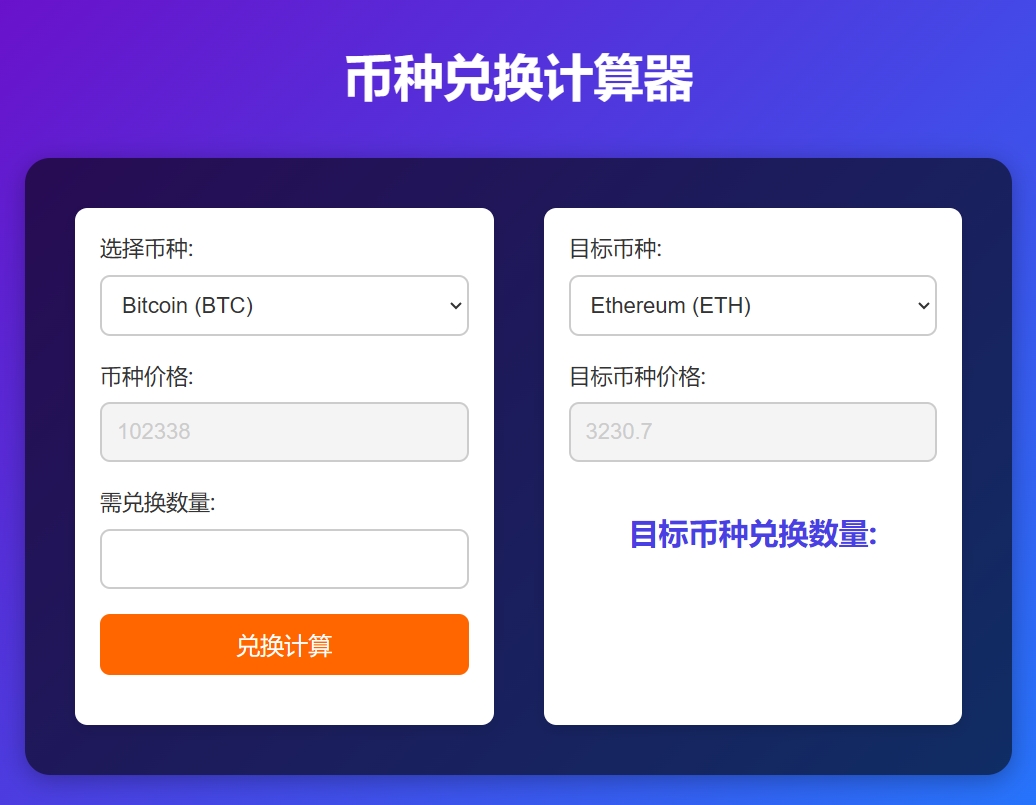 币种兑换计算器
选择币种:
Bitcoin (BTC)
币种价格:
102338
需兑换数量:
兑换计算
目标币种:
Ethereum (ETH)
目标币种价格:
3230.7
目标币种兑换数量: